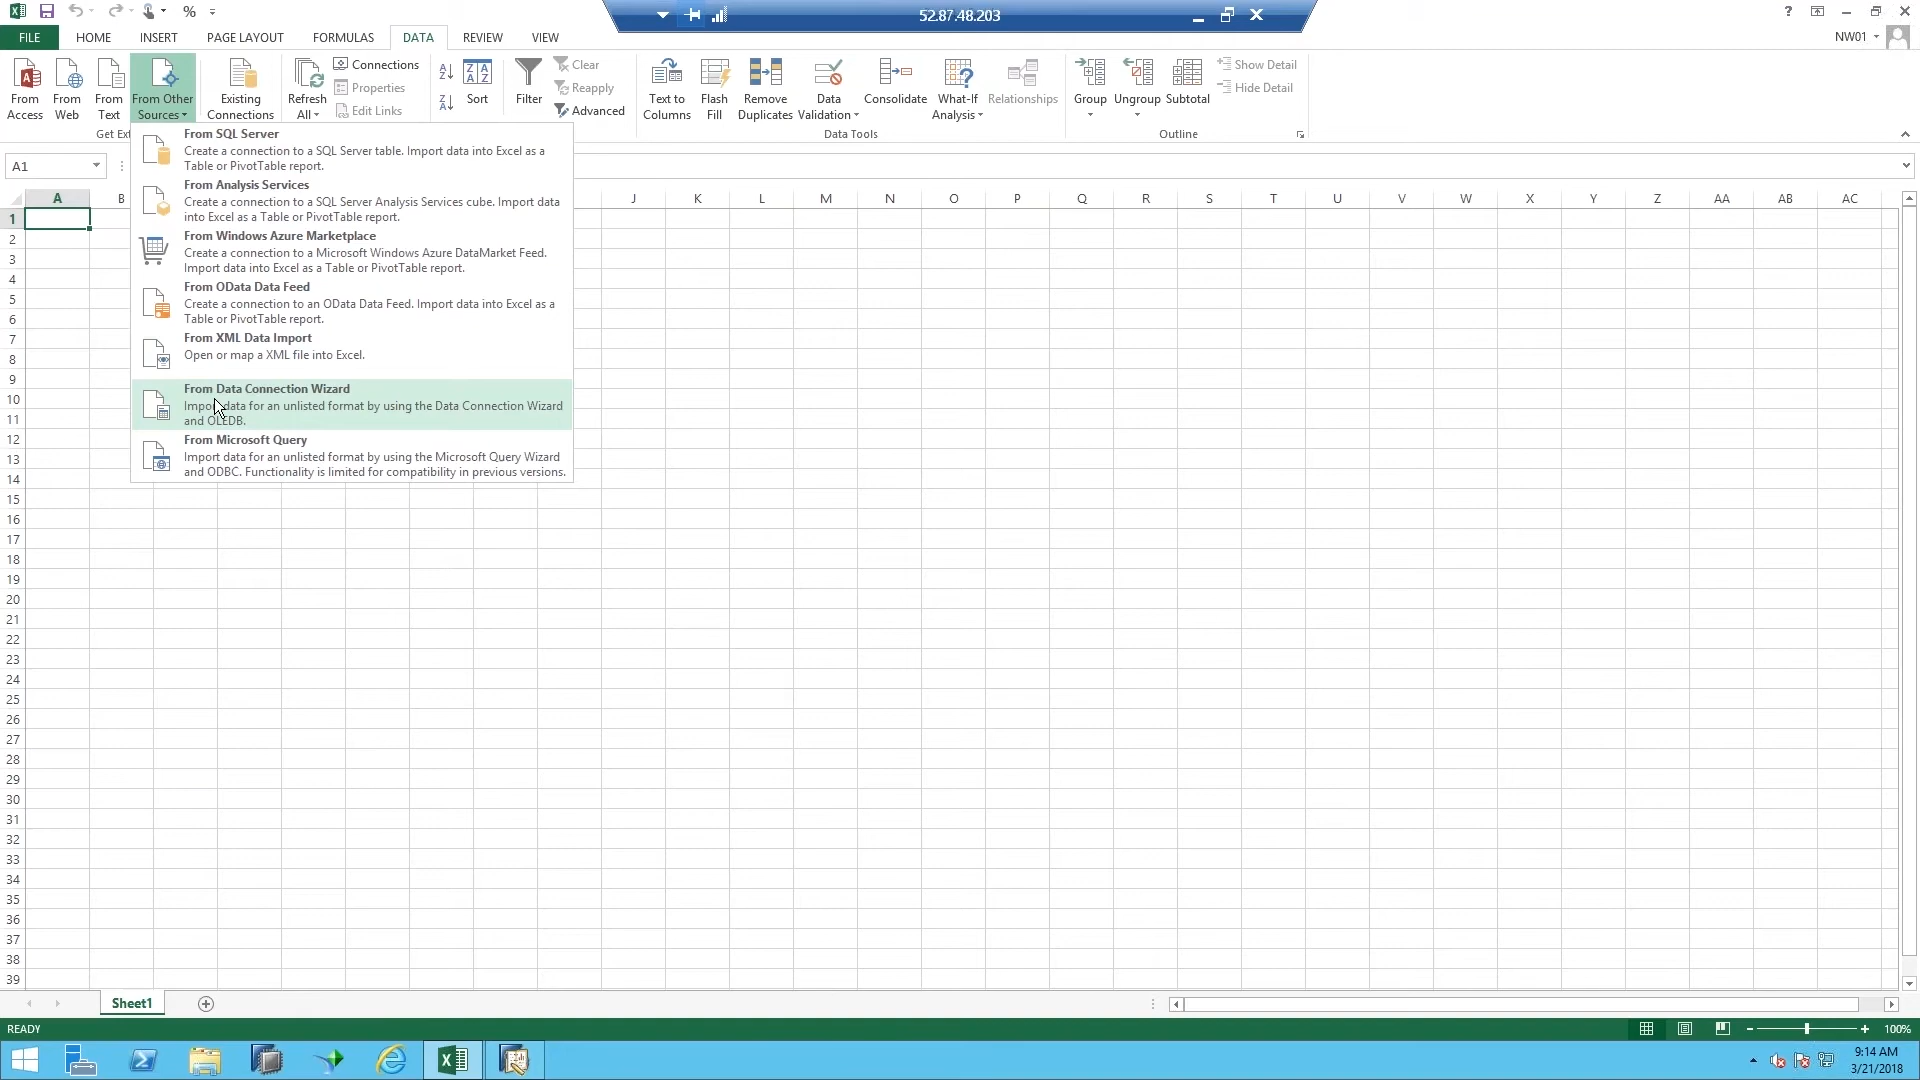 52.87.48.203
FILE HOME INSERT PAGE LAYOUT FORMULAS DATA REVIEW VIEW NW01
From Access
From Web
From Text
From Other Sources
Existing Connections
Refresh All
Connections
Properties
Edit Links
Sort
Filter
Clear
Reapply
Advanced
Text to Columns
Flash Fill
Remove Duplicates
Data Validation
Consolidate
What-If Analysis
Relationships
Group
Ungroup
Subtotal
Show Detail
Hide Detail
Get Ext
Data Tools
Outline
From SQL Server
Create a connection to a SQL Server table. Import data into Excel as a
Table or PivotTable report.
From Analysis Services
Create a connection to a SQL Server Analysis Services cube. Import data
into Excel as a Table or PivotTable report.
From Windows Azure Marketplace
Create a connection to a Microsoft Windows Azure DataMarket Feed.
Import data into Excel as a Table or PivotTable report.
From OData Data Feed
Create a connection to an OData Data Feed. Import data into Excel as a
Table or PivotTable report.
From XML Data Import
Open or map a XML file into Excel.
From Data Connection Wizard
Import data for an unlisted format by using the Data Connection Wizard
and OLEDB.
From Microsoft Query
Import data for an unlisted format by using the Microsoft Query Wizard
and ODBC. Functionality is limited for compatibility in previous versions.
A1
A B J K L M N O P Q R S T U V W X Y Z AA AB AC
1
2
3
4
5
6
7
8
9
10
11
12
13
14
15
16
17
18
19
20
21
22
23
24
25
26
27
28
29
30
31
32
33
34
35
36
37
38
39
Sheet1
READY
100%
9:14 AM
3/21/2018